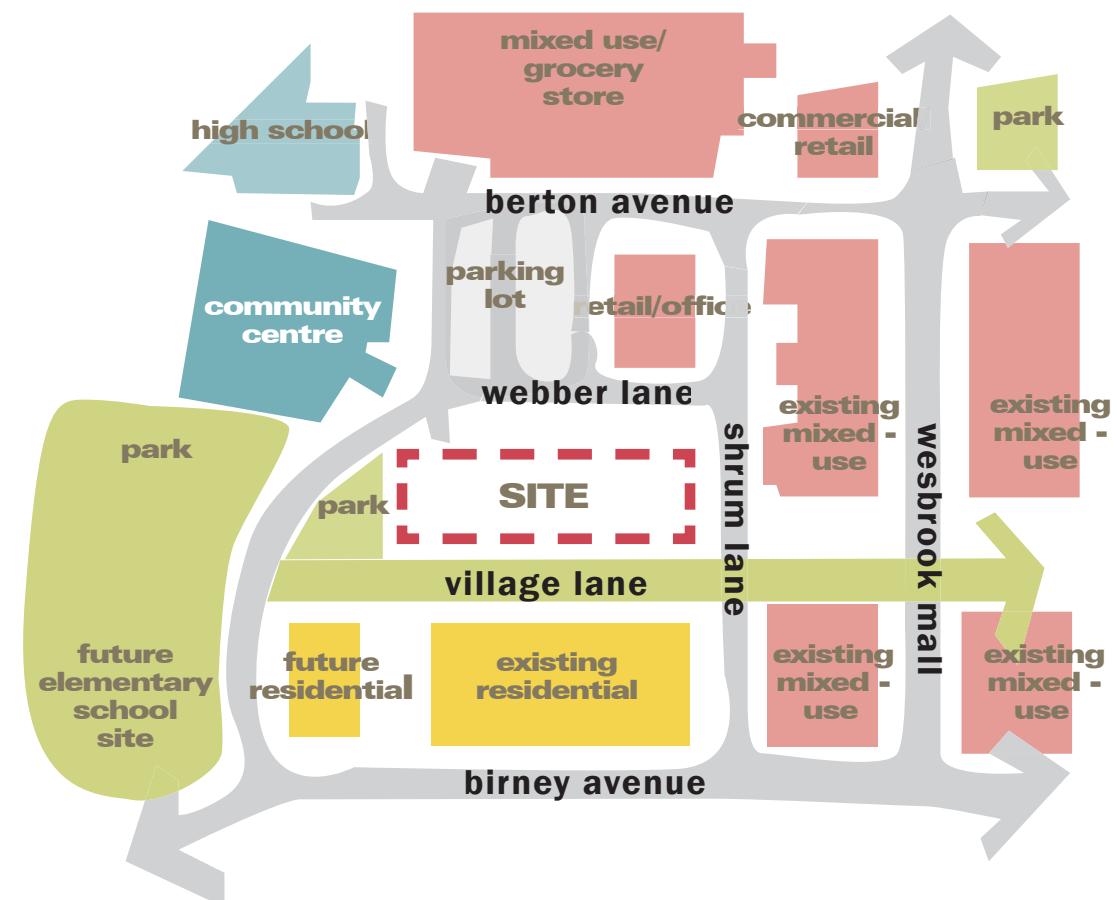 mixed use/
grocery
store
high school
commercial
retail
park
berton avenue
community
centre
parking
lot
retail/office
webber lane
existing
mixed -
use
existing
mixed -
use
park
park
SITE
shrum lane
wesbrook mall
village lane
future
elementary
school
site
future
residential
existing
residential
existing
mixed -
use
existing
mixed -
use
birney avenue